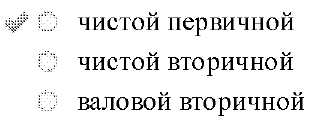 чистой первичной
чистой вторичной
валовой вторичной